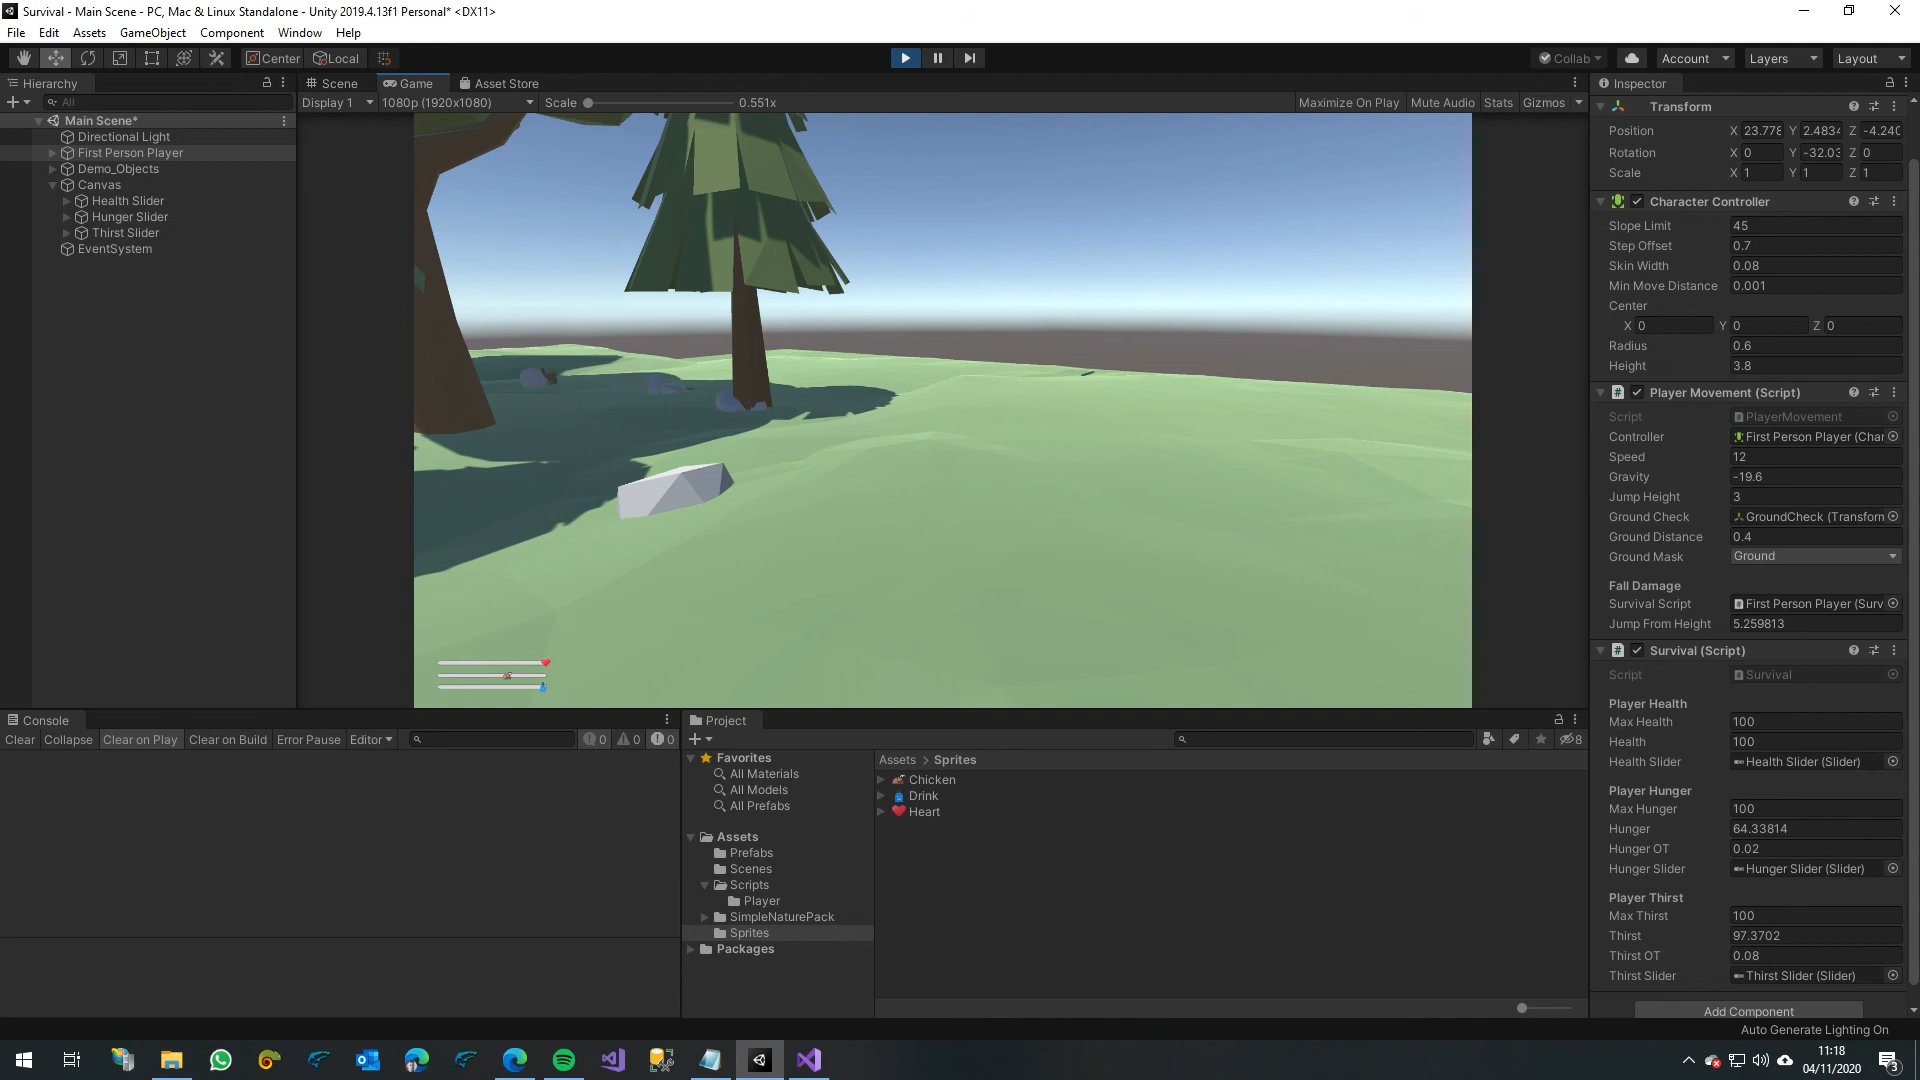 Survival - Main Scene - PC, Mac & Linux Standalone - Unity 2019.4.13f1 Personal* <DX11>
File Edit Assets GameObject Component Window Help
Center Local Collab Account Layers Layout
Hierarchy
All
Main Scene*
Directional Light
First Person Player
Demo_Objects
Canvas
Health Slider
Hunger Slider
Thirst Slider
EventSystem
Scene Game Asset Store
Display 1 1080p (1920x1080) Scale 0.551x Maximize On Play Mute Audio Stats Gizmos
Inspector
Transform
Position X 23.778 Y 2.4834 Z -4.240
Rotation X 0 Y -32.03 Z 0
Scale X 1 Y 1 Z 1
Character Controller
Slope Limit 45
Step Offset 0.7
Skin Width 0.08
Min Move Distance 0.001
Center
X 0 Y 0 Z 0
Radius 0.6
Height 3.8
# Player Movement (Script)
Script PlayerMovement
Controller First Person Player (Char
Speed 12
Gravity -19.6
Jump Height 3
Ground Check GroundCheck (Transform
Ground Distance 0.4
Ground Mask Ground
Fall Damage
Survival Script First Person Player (Surv
Jump From Height 5.259813
# Survival (Script)
Script Survival
Player Health
Max Health 100
Health 100
Health Slider Health Slider (Slider)
Player Hunger
Max Hunger 100
Hunger 64.33814
Hunger OT 0.02
Hunger Slider Hunger Slider (Slider)
Player Thirst
Max Thirst 100
Thirst 97.3702
Thirst OT 0.08
Thirst Slider Thirst Slider (Slider)
Add Component
Console
Clear Collapse Clear on Play Clear on Build Error Pause Editor 0 0 0
Project
8
Favorites
All Materials
All Models
All Prefabs
Assets
Prefabs
Scenes
Scripts
Player
SimpleNaturePack
Sprites
Packages
Assets > Sprites
Chicken
Drink
Heart
Auto Generate Lighting On
11:18
04/11/2020
3